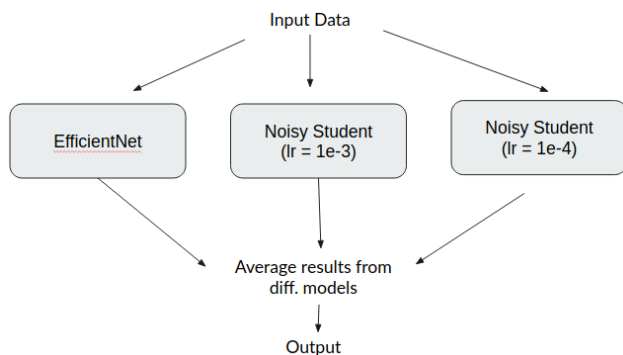 Input Data
EfficientNet
Noisy Student
(lr = 1e-3)
Noisy Student
(lr = 1e-4)
Average results from
diff. models
Output